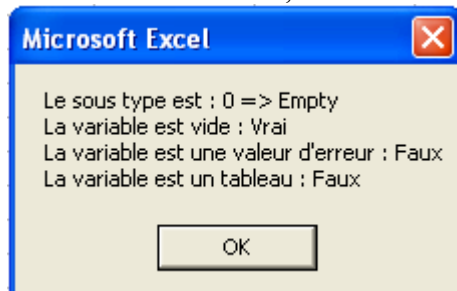 Microsoft Excel
Le sous type est : 0 => Empty
La variable est vide : Vrai
La variable est une valeur d'erreur : Faux
La variable est un tableau : Faux
OK